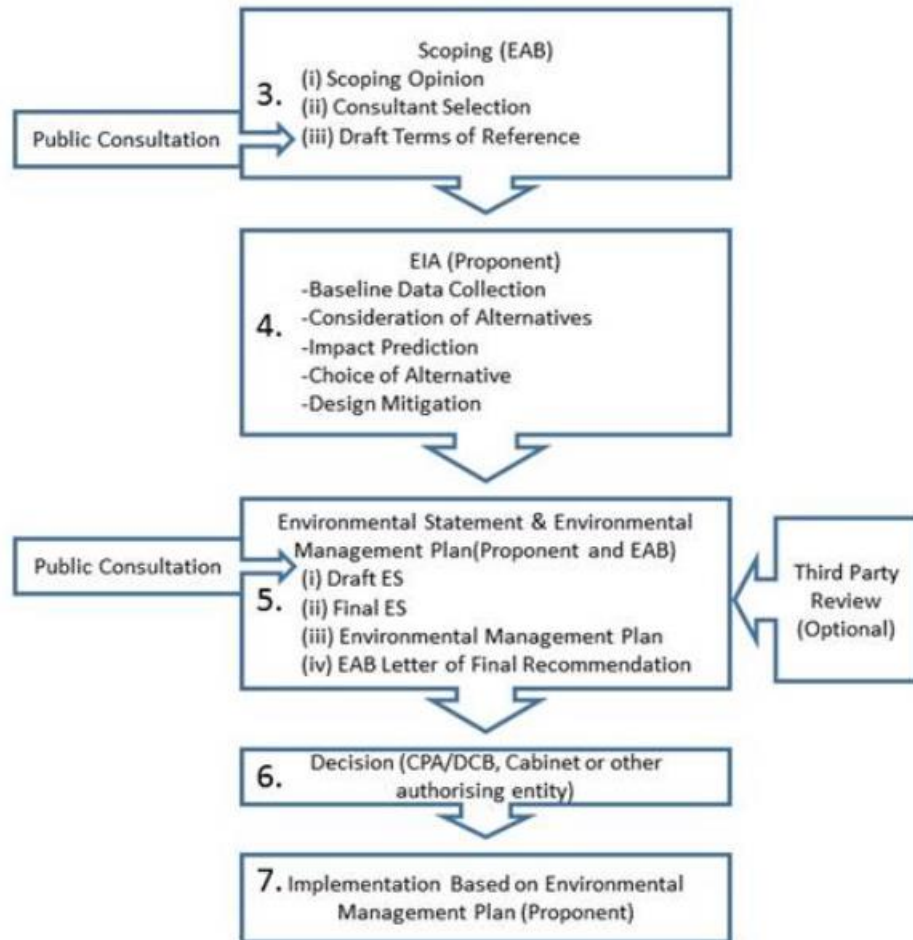 Scoping (EAB)
3.
(i) Scoping Opinion
(ii) Consultant Selection
(iii) Draft Terms of Reference
Public Consultation
EIA (Proponent)
4.
-Baseline Data Collection
-Consideration of Alternatives
-Impact Prediction
-Choice of Alternative
-Design Mitigation
Environmental Statement & Environmental
Management Plan(Proponent and EAB)
Public Consultation
5.
(i) Draft ES
(ii) Final ES
(iii) Environmental Management Plan
(iv) EAB Letter of Final Recommendation
Third Party
Review
(Optional)
6.
Decision (CPA/DCB, Cabinet or other
authorising entity)
7. Implementation Based on Environmental
Management Plan (Proponent)